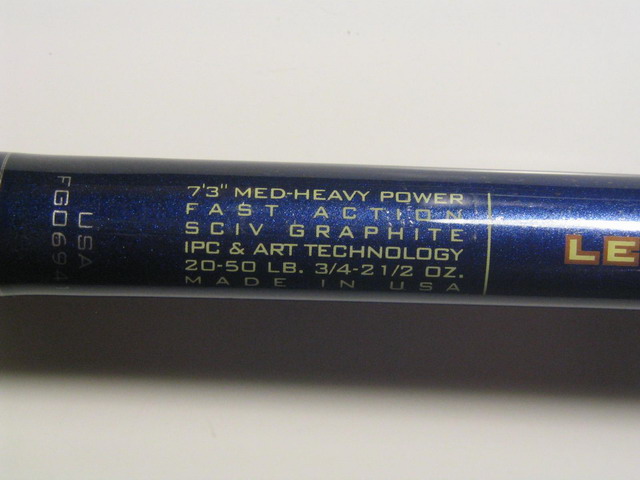 7'3" MED-HEAVY POWER
FAST ACTION
SCIV GRAPHITE
IPC & ART TECHNOLOGY
20-50 LB. 3/4-2 1/2 OZ.
MADE IN USA
USA
LE